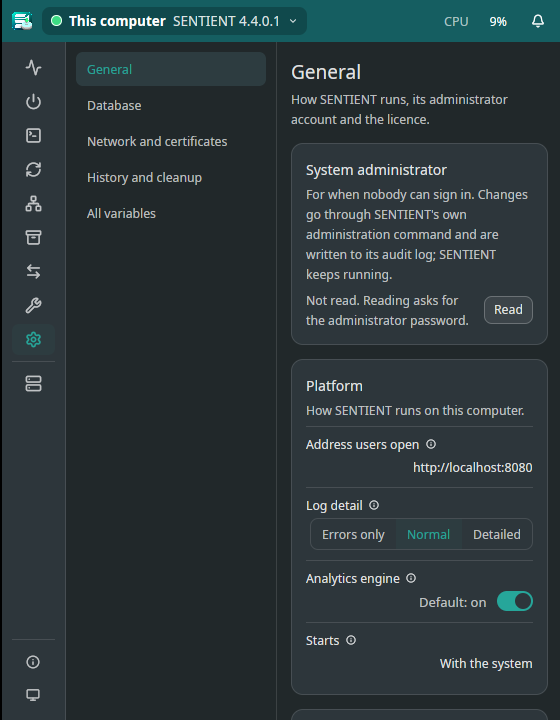 This computer SENTIENT 4.4.0.1
CPU 9%
General
Database
Network and certificates
History and cleanup
All variables
General
How SENTIENT runs, its administrator
account and the licence.
System administrator
For when nobody can sign in. Changes
go through SENTIENT's own
administration command and are
written to its audit log; SENTIENT
keeps running.
Not read. Reading asks for
the administrator password.
Read
Platform
How SENTIENT runs on this computer.
Address users open
http://localhost:8080
Log detail
Errors only Normal Detailed
Analytics engine
Default: on
Starts
With the system